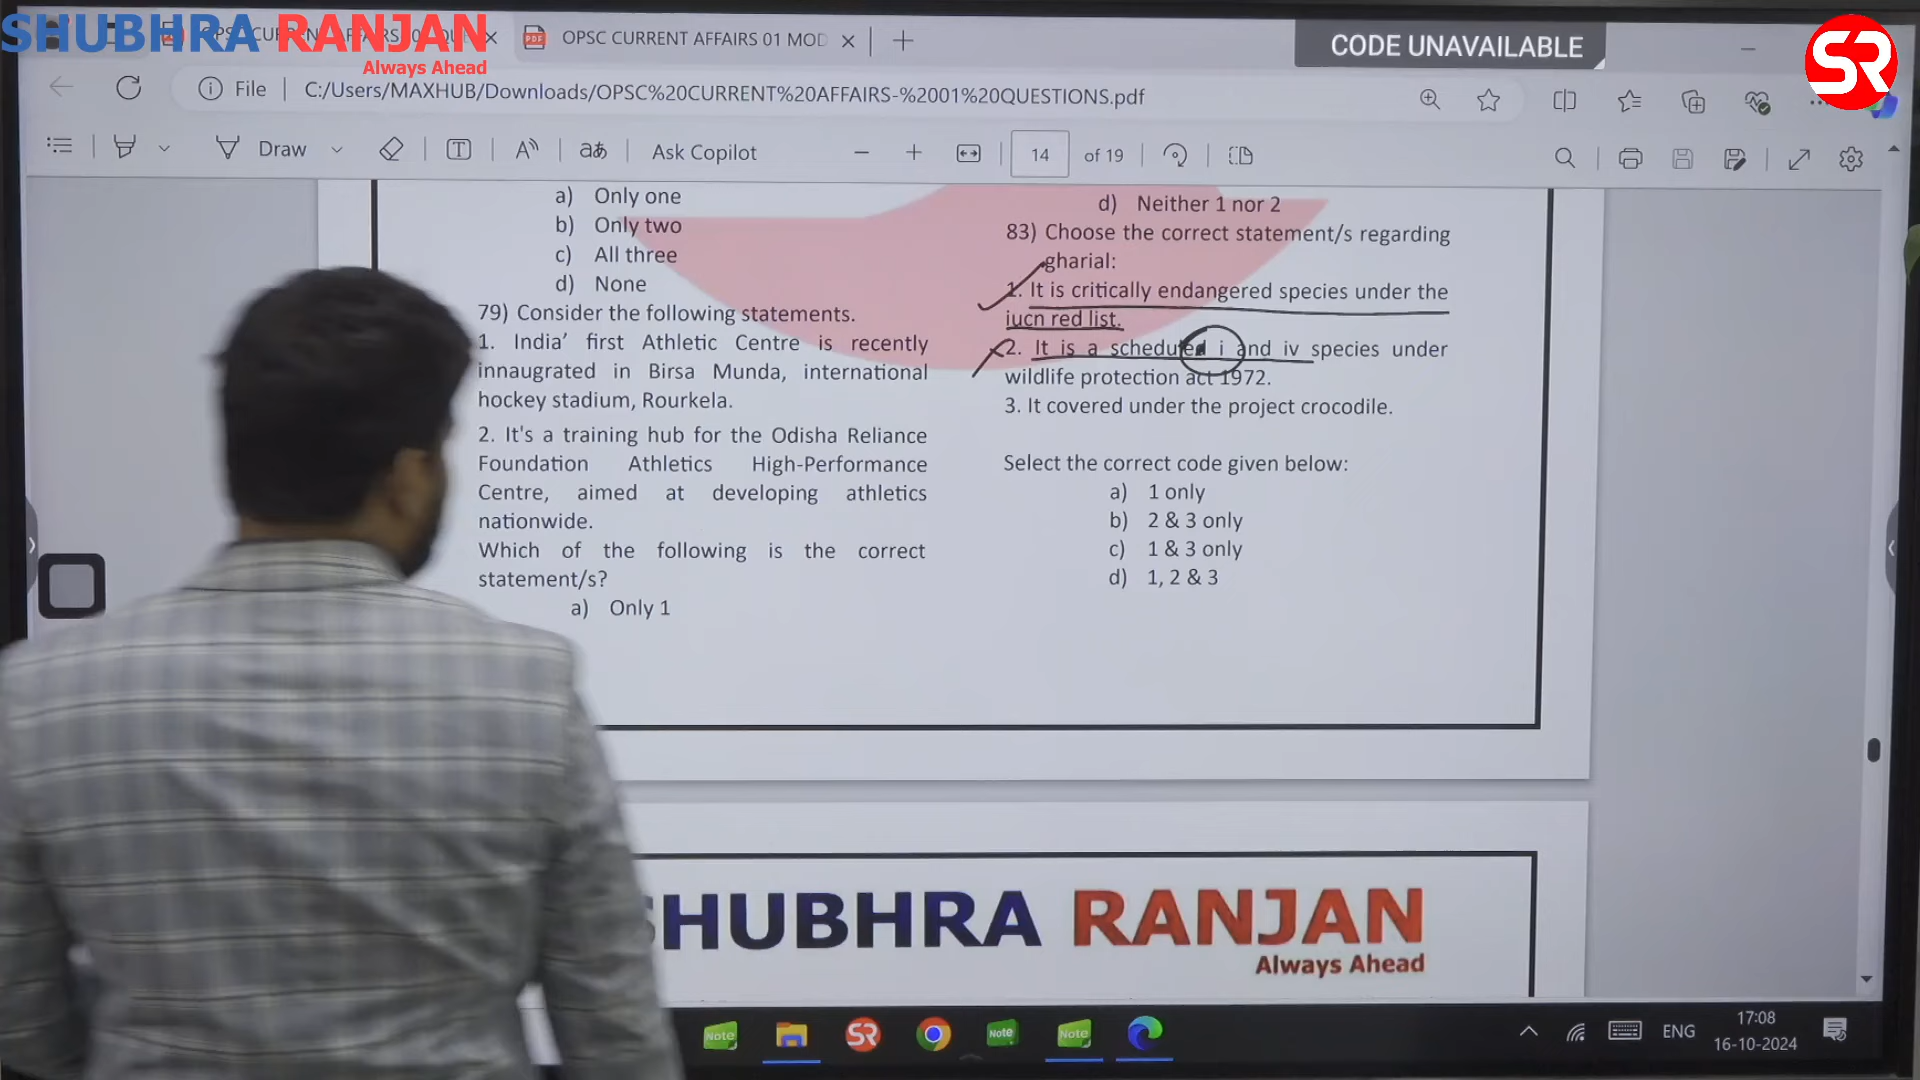 SHUBHRA RANJAN
Always Ahead
OPSC CURRENT AFFAIRS 01 MOD
CODE UNAVAILABLE
SR
File
C:/Users/MAXHUB/Downloads/OPSC%20CURRENT%20AFFAIRS-%2001%20QUESTIONS.pdf
Draw
aあ
Ask Copilot
14
of 19
a) Only one
b) Only two
c) All three
d) None
79) Consider the following statements.
1. India' first Athletic Centre is recently
innaugrated in Birsa Munda, international
hockey stadium, Rourkela.
2. It's a training hub for the Odisha Reliance
Foundation Athletics High-Performance
Centre, aimed at developing athletics
nationwide.
Which of the following is the correct
statement/s?
a) Only 1
d) Neither 1 nor 2
83) Choose the correct statement/s regarding
gharial:
1. It is critically endangered species under the
iucn red list.
2. It is a scheduled i and iv species under
wildlife protection act 1972.
3. It covered under the project crocodile.
Select the correct code given below:
a) 1 only
b) 2 & 3 only
c) 1 & 3 only
d) 1, 2 & 3
SHUBHRA RANJAN
Always Ahead
Note
SR
Note
Note
ENG
17:08
16-10-2024